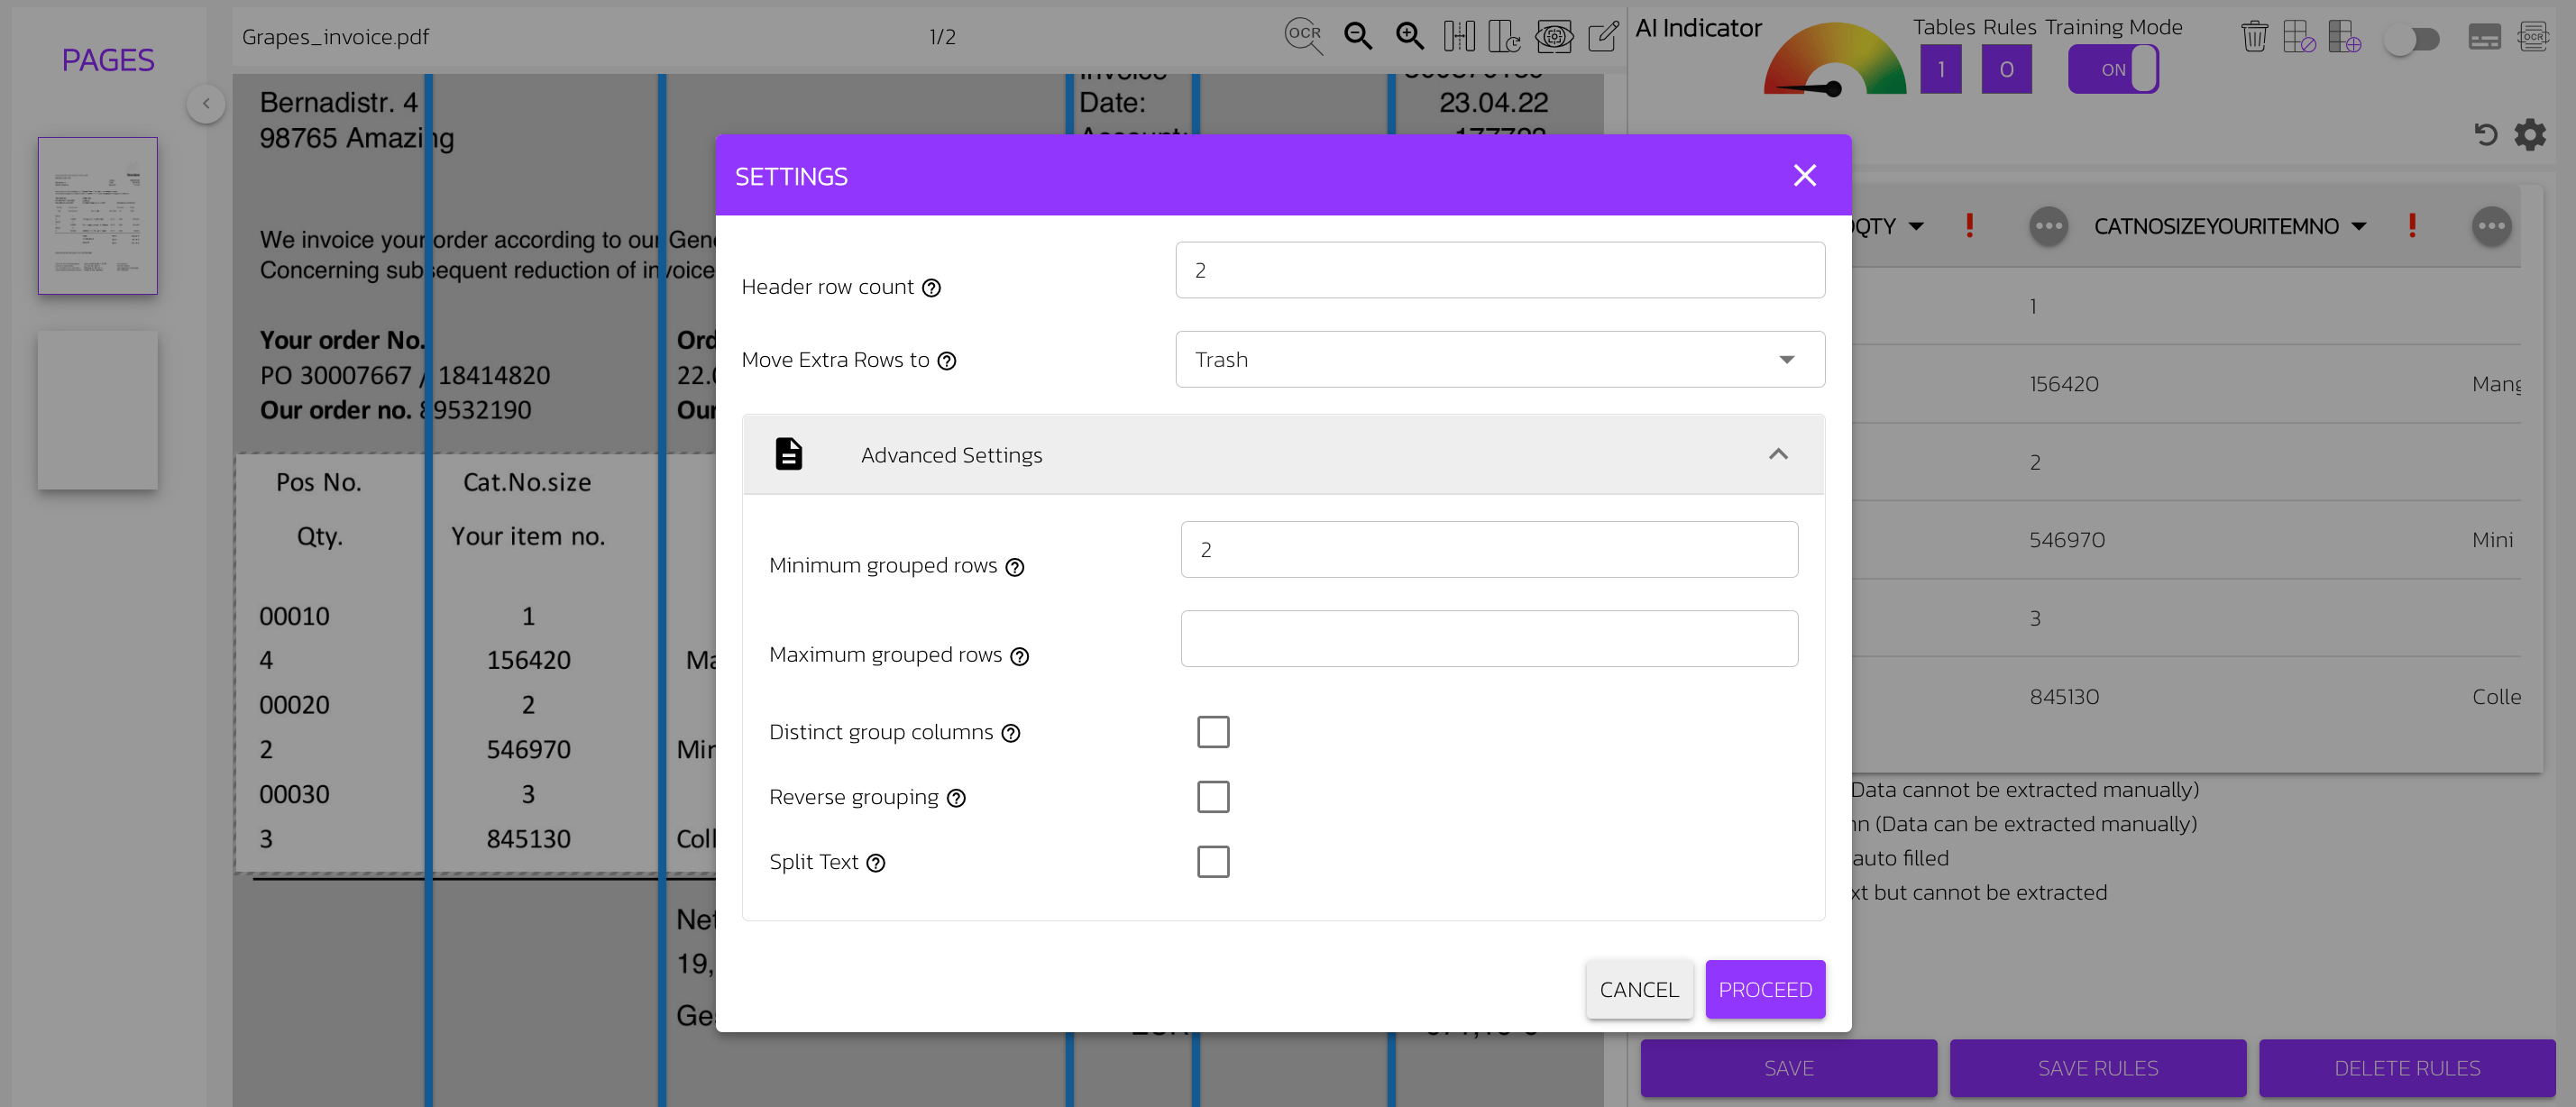 PAGES
Grapes_invoice.pdf
1/2
OCR
AI Indicator
Tables
Rules
Training Mode
1
0
ON
OCR
Bernadistr. 4
98765 Amazing
Invoice
Date:
23.04.22
We invoice your order according to our Gene
Concerning subsequent reduction of invoice
Your order No.
PO 30007667 / 18414820
Our order no. 89532190
Ord
22.0
Our
Pos No.
Qty.
Cat.No.size
Your item no.
00010
1
4
156420
Ma
00020
2
2
546970
Mir
00030
3
3
845130
Coll
Net
19,
Ges
SETTINGS
Header row count
2
Move Extra Rows to
Trash
Advanced Settings
Minimum grouped rows
2
Maximum grouped rows
Distinct group columns
Reverse grouping
Split Text
CANCEL
PROCEED
QTY
!
CATNOSIZEYOURITEMNO
!
1
156420
Mang
2
546970
Mini
3
845130
Colle
(Data cannot be extracted manually)
nn (Data can be extracted manually)
auto filled
xt but cannot be extracted
SAVE
SAVE RULES
DELETE RULES